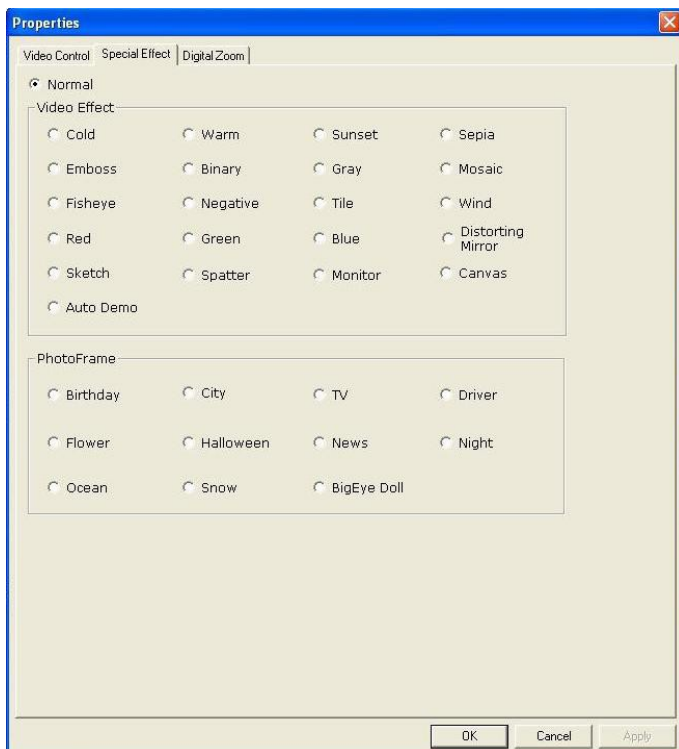 Properties
Video Control Special Effect Digital Zoom
Normal
Video Effect
Cold Warm Sunset Sepia
Emboss Binary Gray Mosaic
Fisheye Negative Tile Wind
Red Green Blue Distorting Mirror
Sketch Spatter Monitor Canvas
Auto Demo
PhotoFrame
Birthday City TV Driver
Flower Halloween News Night
Ocean Snow BigEye Doll
OK Cancel Apply